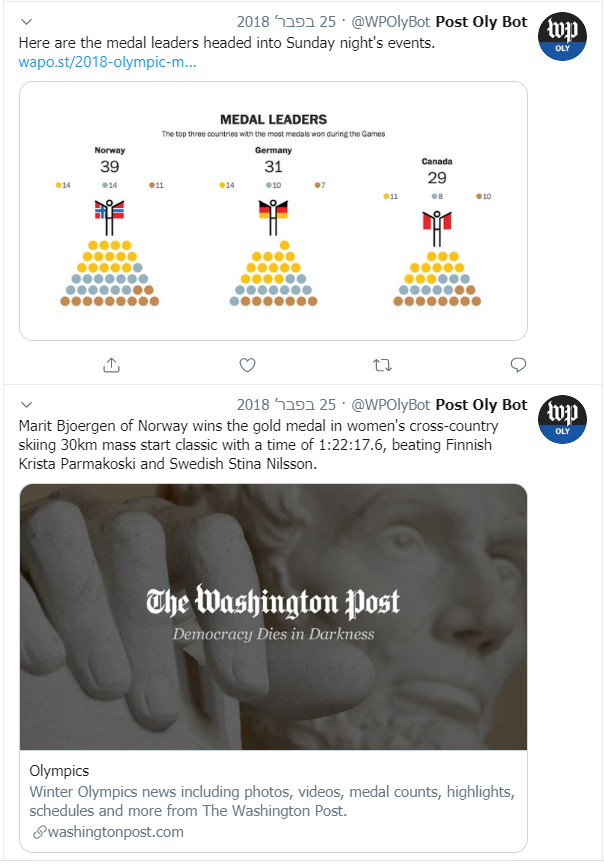 Post Oly Bot @WPOlyBot · 25 בפבר׳ 2018
wp
OLY
Here are the medal leaders headed into Sunday night's events.
wapo.st/2018-olympic-m...
MEDAL LEADERS
The top three countries with the most medals won during the Games
Norway
39
14 14 11
Germany
31
14 10 7
Canada
29
11 8 10
Post Oly Bot @WPOlyBot · 25 בפבר׳ 2018
wp
OLY
Marit Bjoergen of Norway wins the gold medal in women's cross-country
skiing 30km mass start classic with a time of 1:22:17.6, beating Finnish
Krista Parmakoski and Swedish Stina Nilsson.
The Washington Post
Democracy Dies in Darkness
Olympics
Winter Olympics news including photos, videos, medal counts, highlights,
schedules and more from The Washington Post.
washingtonpost.com